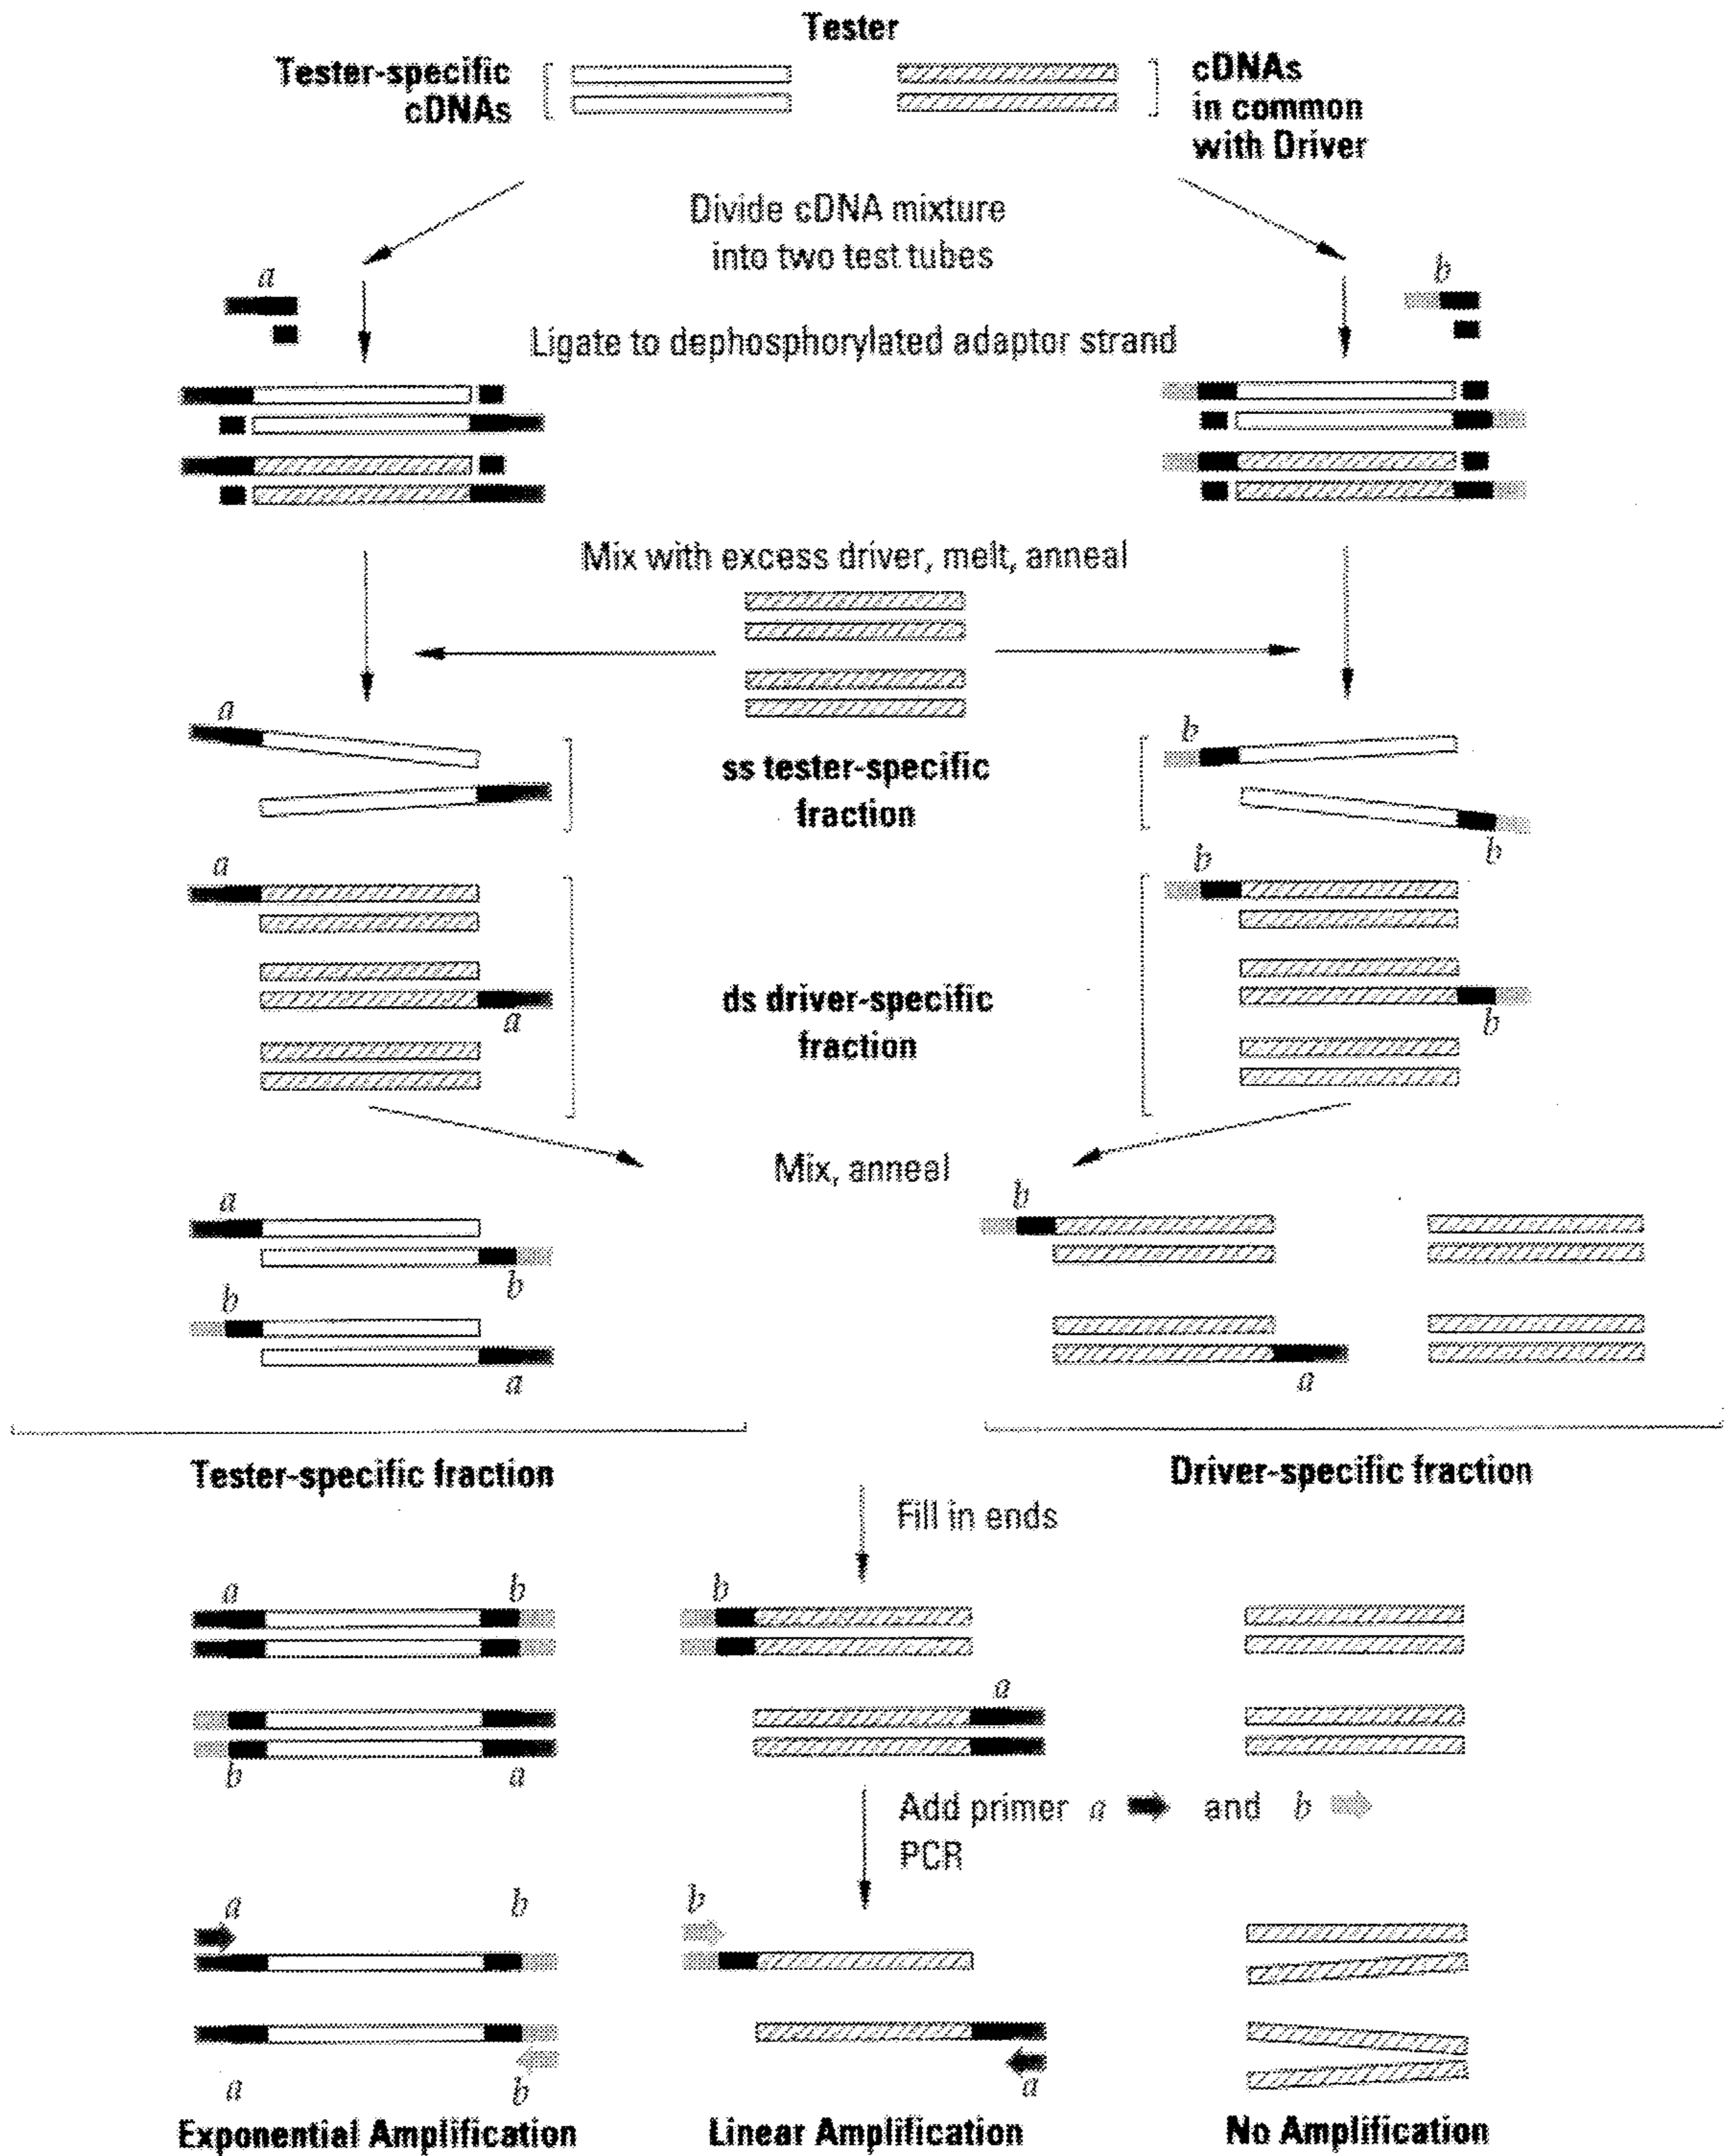 Tester
Tester-specific
cDNAs
cDNAs
in common
with Driver
Divide cDNA mixture
into two test tubes
a
b
Ligate to dephosphorylated adaptor strand
Mix with excess driver, melt, anneal
a
b
ss tester-specific
fraction
b
a
b
ds driver-specific
fraction
a
b
Mix, anneal
a
b
b
b
a
a
Tester-specific fraction
Driver-specific fraction
Fill in ends
a
b
b
a
b
a
Add primer a and b
PCR
a
b
b
a
b
a
Exponential Amplification
Linear Amplification
No Amplification